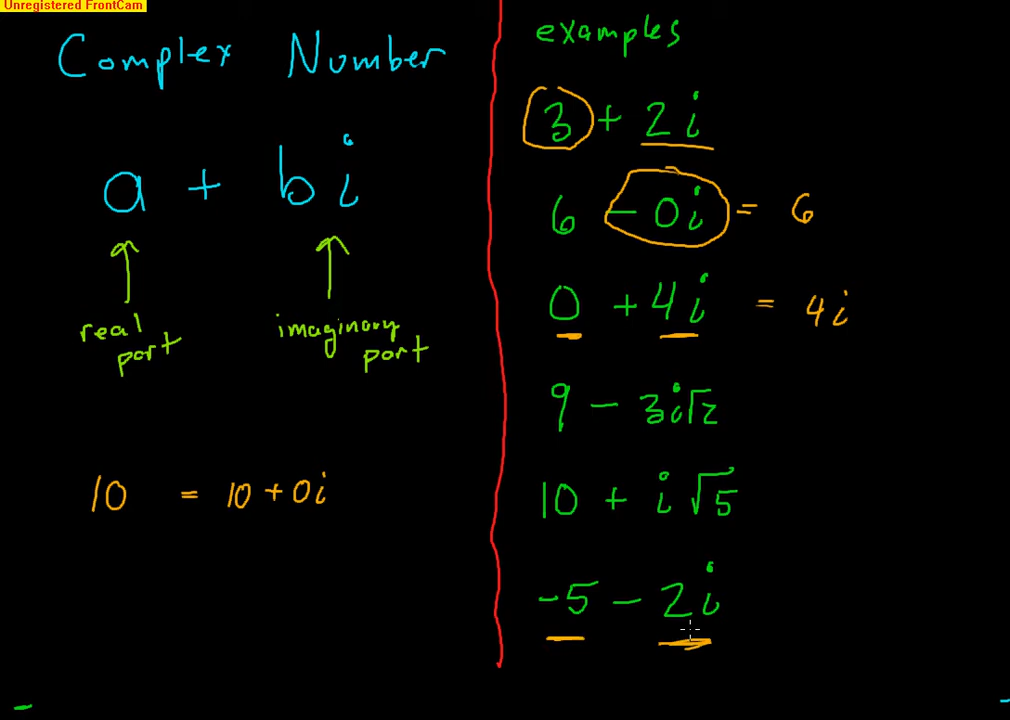 Unregistered FrontCam
Complex Number
a + bi
real part
imaginary part
10 = 10 + 0i
examples
3 + 2i
6 - 0i = 6
0 + 4i = 4i
9 - 3i√2
10 + i√5
-5 - 2i